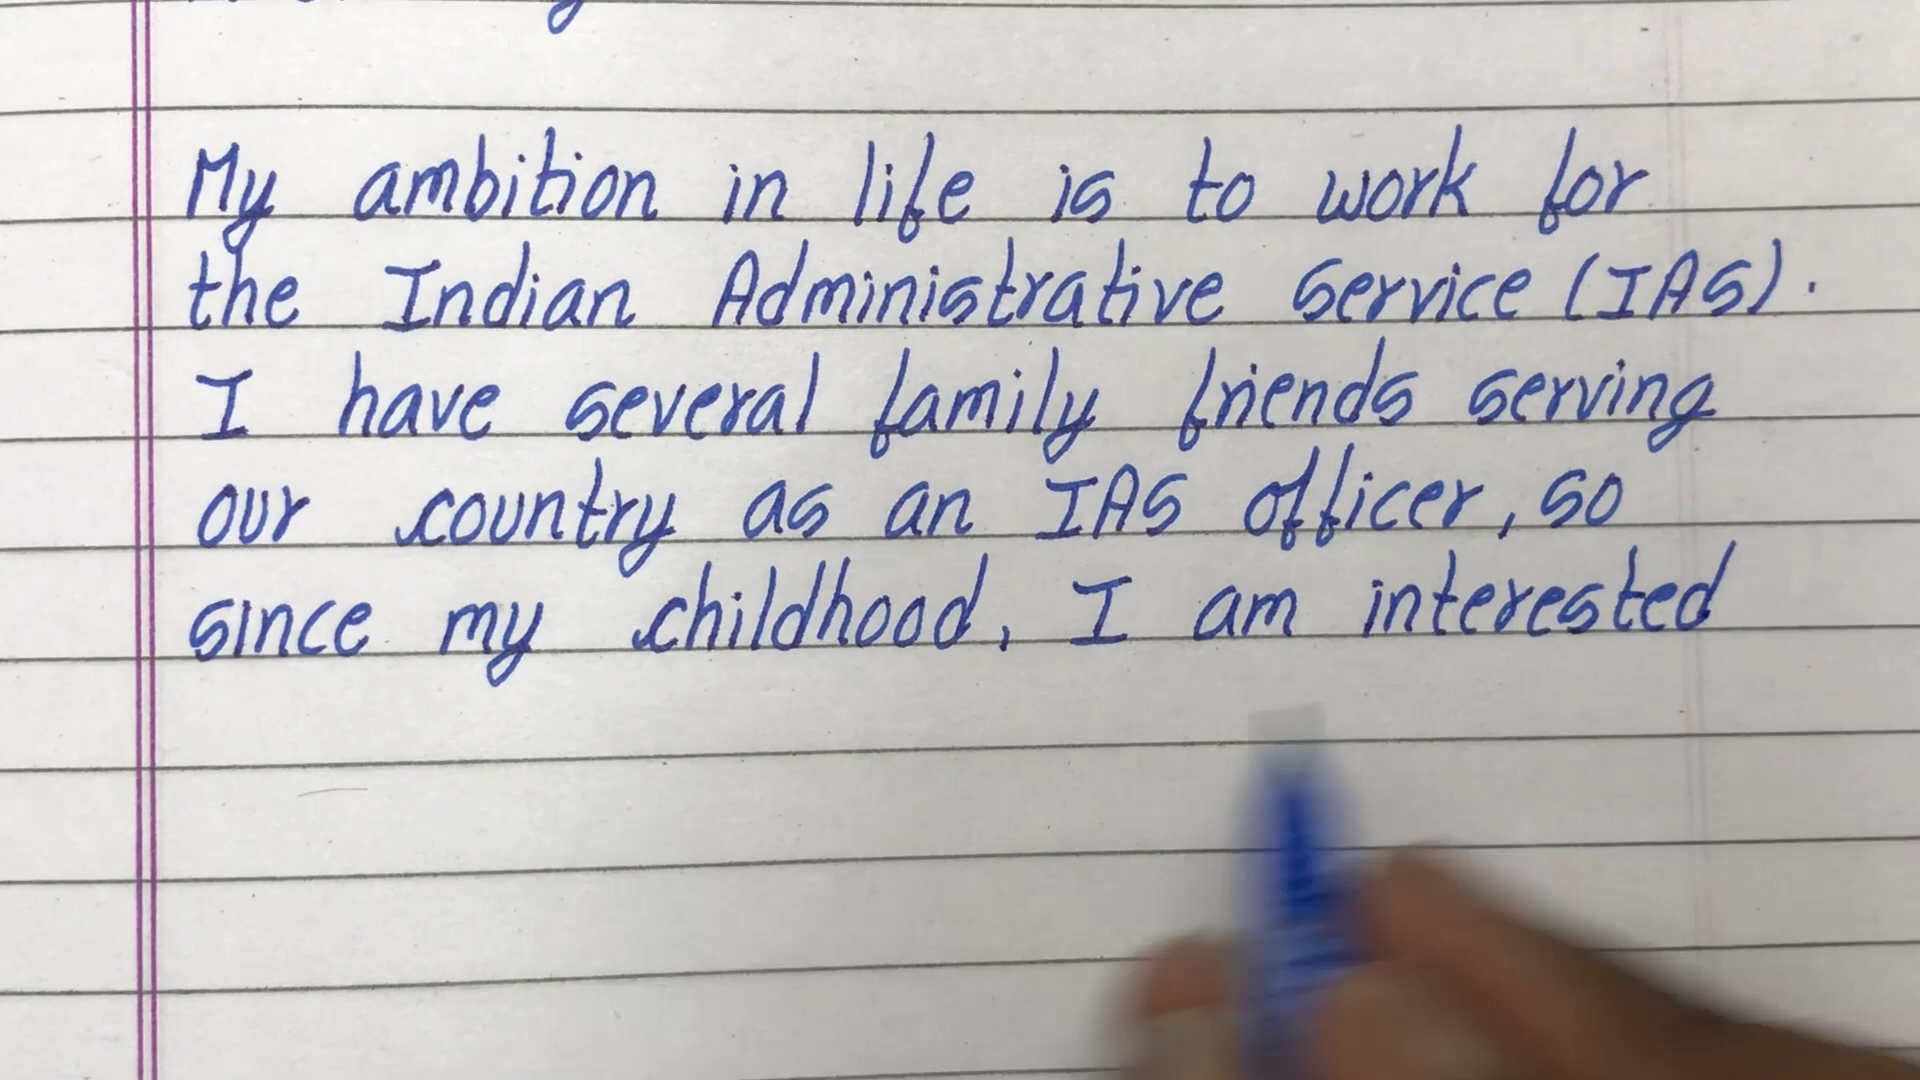 My ambition in life is to work for
the Indian Administrative Service (IAS).
I have several family friends serving
our country as an IAS officer, so
since my childhood, I am interested